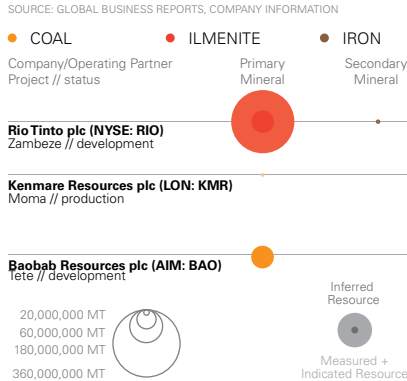 SOURCE: GLOBAL BUSINESS REPORTS, COMPANY INFORMATION
COAL ILMENITE IRON
Company/Operating Partner Primary Secondary
Project // status Mineral Mineral
Rio Tinto plc (NYSE: RIO)
Zambeze // development
Kenmare Resources plc (LON: KMR)
Moma // production
Baobab Resources plc (AIM: BAO)
Tete // development
Inferred
Resource
20,000,000 MT
60,000,000 MT
180,000,000 MT
360,000,000 MT
Measured +
Indicated Resource